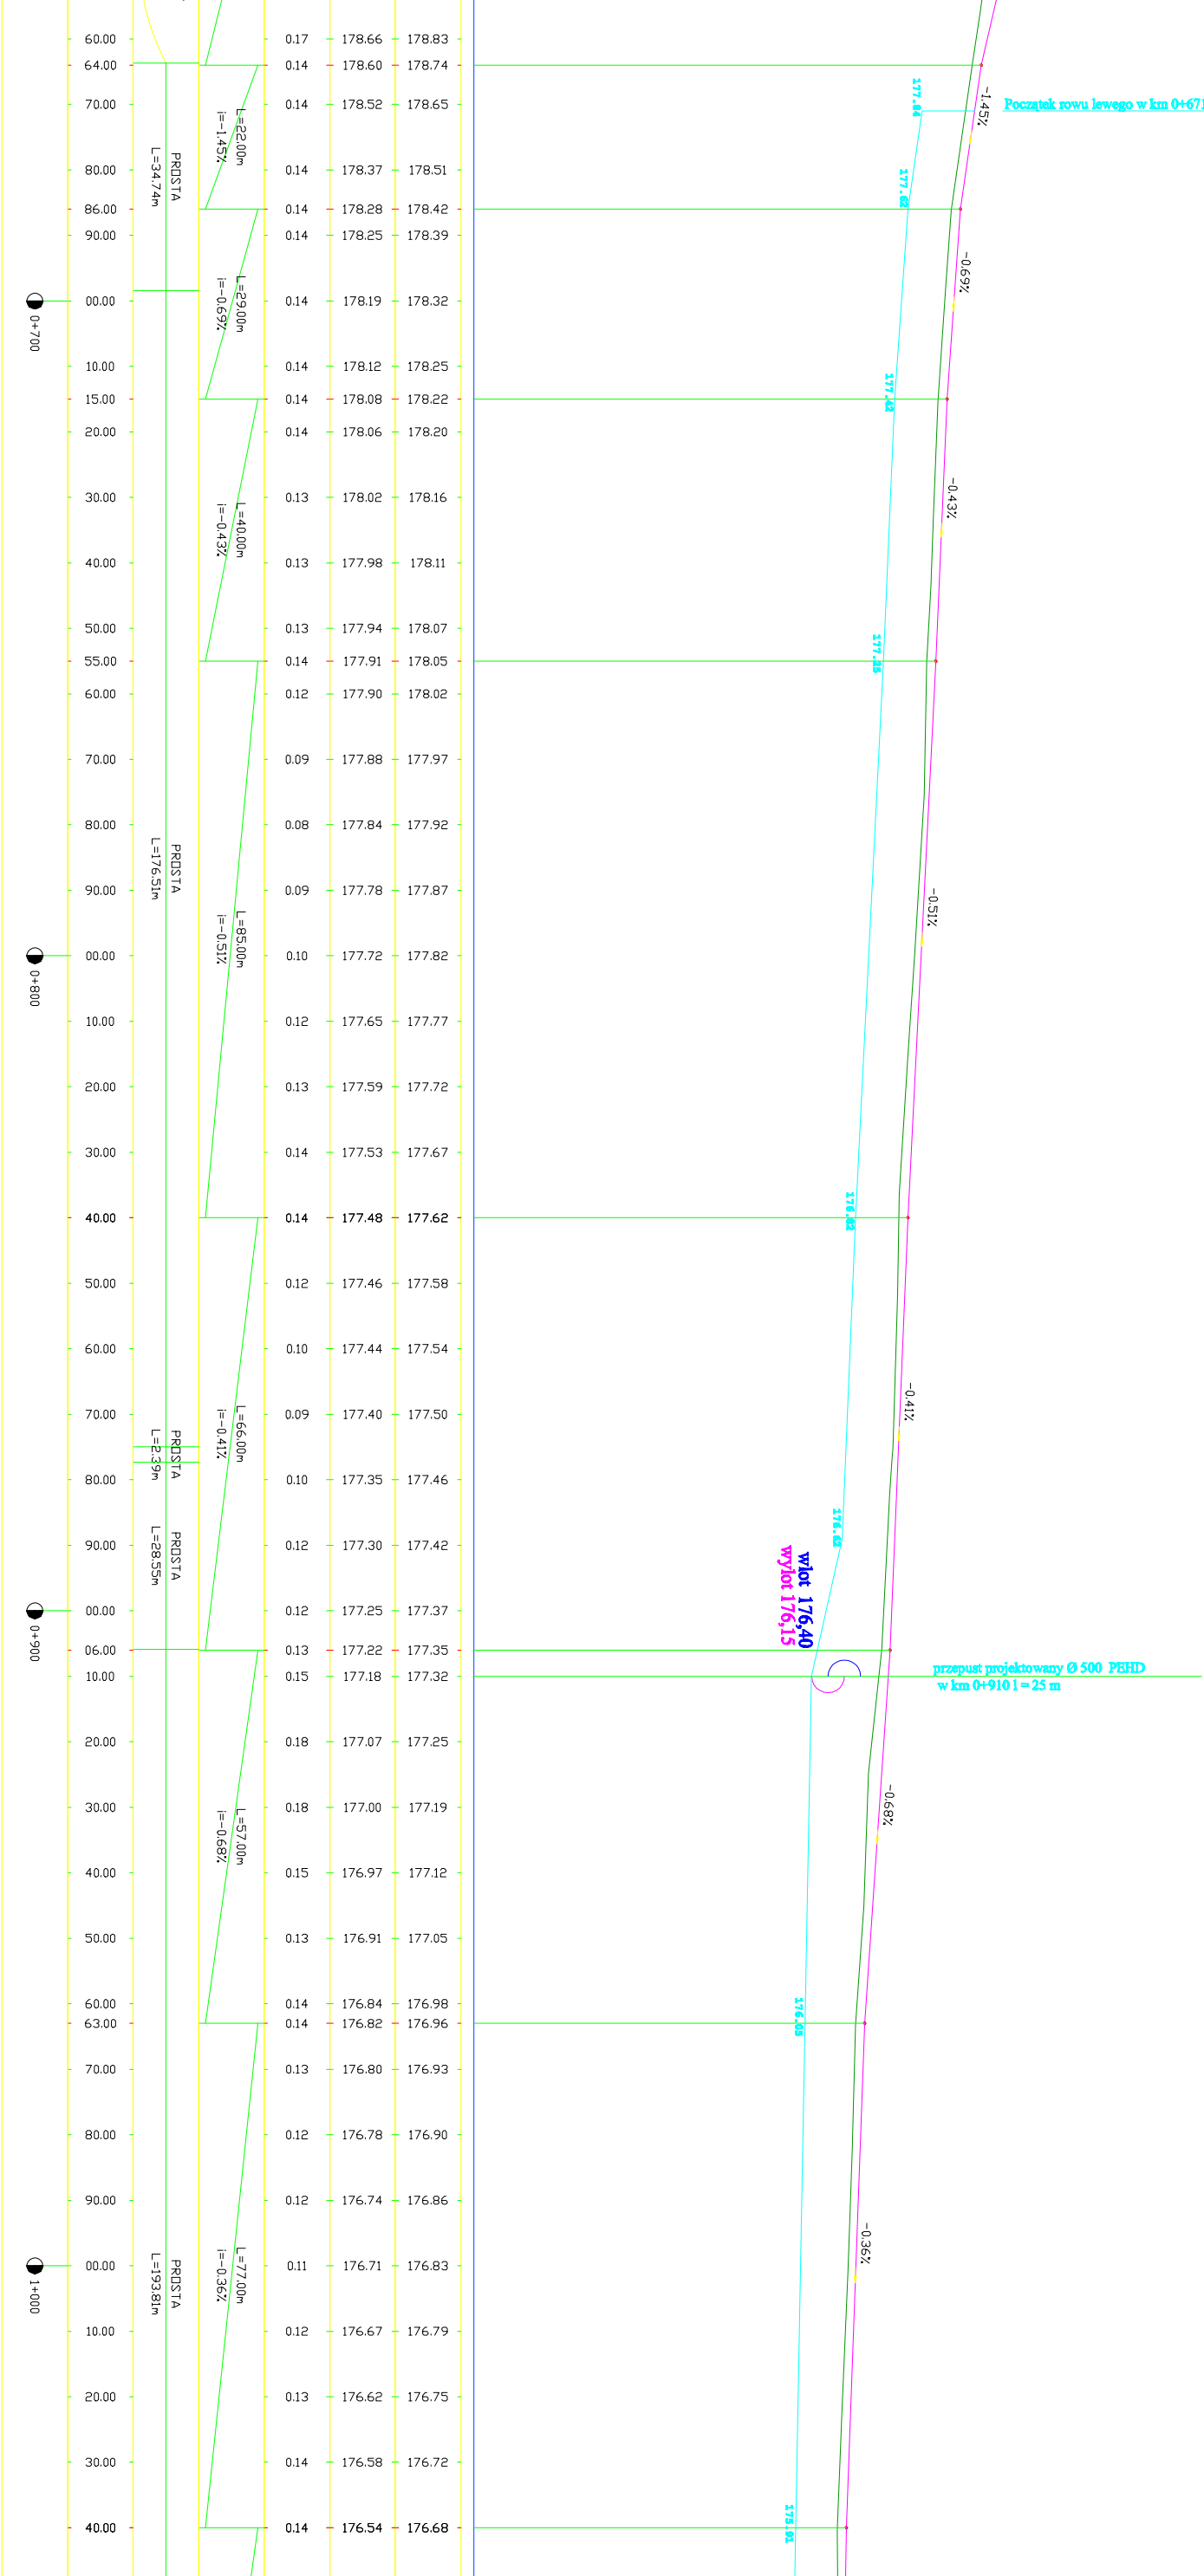 60.00 0.17 178.66 178.83
64.00 0.14 178.60 178.74
70.00 0.14 178.52 178.65
80.00 0.14 178.37 178.51
86.00 0.14 178.28 178.42
90.00 0.14 178.25 178.39
00.00 0.14 178.19 178.32
10.00 0.14 178.12 178.25
15.00 0.14 178.08 178.22
20.00 0.14 178.06 178.20
30.00 0.13 178.02 178.16
40.00 0.13 177.98 178.11
50.00 0.13 177.94 178.07
55.00 0.14 177.91 178.05
60.00 0.12 177.90 178.02
70.00 0.09 177.88 177.97
80.00 0.08 177.84 177.92
90.00 0.09 177.78 177.87
00.00 0.10 177.72 177.82
10.00 0.12 177.65 177.77
20.00 0.13 177.59 177.72
30.00 0.14 177.53 177.67
40.00 0.14 177.48 177.62
50.00 0.12 177.46 177.58
60.00 0.10 177.44 177.54
70.00 0.09 177.40 177.50
80.00 0.10 177.35 177.46
90.00 0.12 177.30 177.42
00.00 0.12 177.25 177.37
06.00 0.13 177.22 177.35
10.00 0.15 177.18 177.32
20.00 0.18 177.07 177.25
30.00 0.18 177.00 177.19
40.00 0.15 176.97 177.12
50.00 0.13 176.91 177.05
60.00 0.14 176.84 176.98
63.00 0.14 176.82 176.96
70.00 0.13 176.80 176.93
80.00 0.12 176.78 176.90
90.00 0.12 176.74 176.86
00.00 0.11 176.71 176.83
10.00 0.12 176.67 176.79
20.00 0.13 176.62 176.75
30.00 0.14 176.58 176.72
40.00 0.14 176.54 176.68
0+700
0+800
0+900
1+000
PROSTA
L=34.74m
PROSTA
L=176.51m
PROSTA
L=2.39m
PROSTA
L=28.55m
PROSTA
L=193.81m
L=22.00m
i=-1.45%
L=29.00m
i=-0.69%
L=40.00m
i=-0.43%
L=85.00m
i=-0.51%
L=66.00m
i=-0.41%
L=57.00m
i=-0.68%
L=77.00m
i=-0.36%
177.84
177.62
177.42
177.25
176.82
176.62
176.05
175.91
-1.45%
-0.69%
-0.43%
-0.51%
-0.41%
-0.68%
-0.36%
Początek rowu lewego w km 0+671
wlot 176,40
wylot 176,15
przepust projektowany Ø 500 PEHD
w km 0+910 l = 25 m